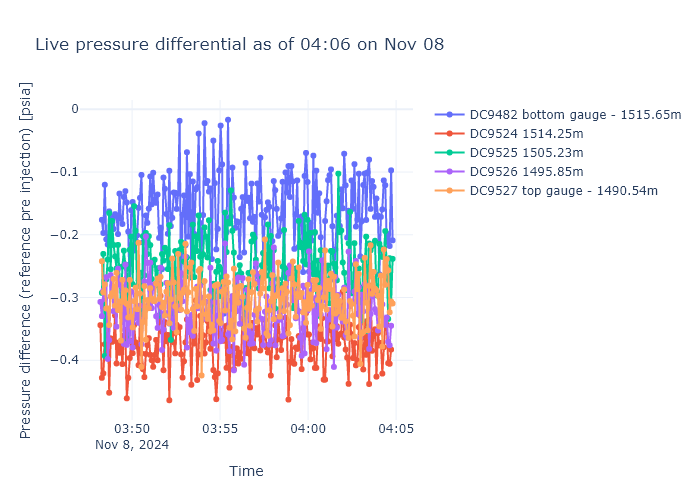 Live pressure differential as of 04:06 on Nov 08
Pressure difference (reference pre injection) [psia]
0
−0.1
−0.2
−0.3
−0.4
03:50
03:55
04:00
04:05
Nov 8, 2024
Time
DC9482 bottom gauge - 1515.65m
DC9524 1514.25m
DC9525 1505.23m
DC9526 1495.85m
DC9527 top gauge - 1490.54m